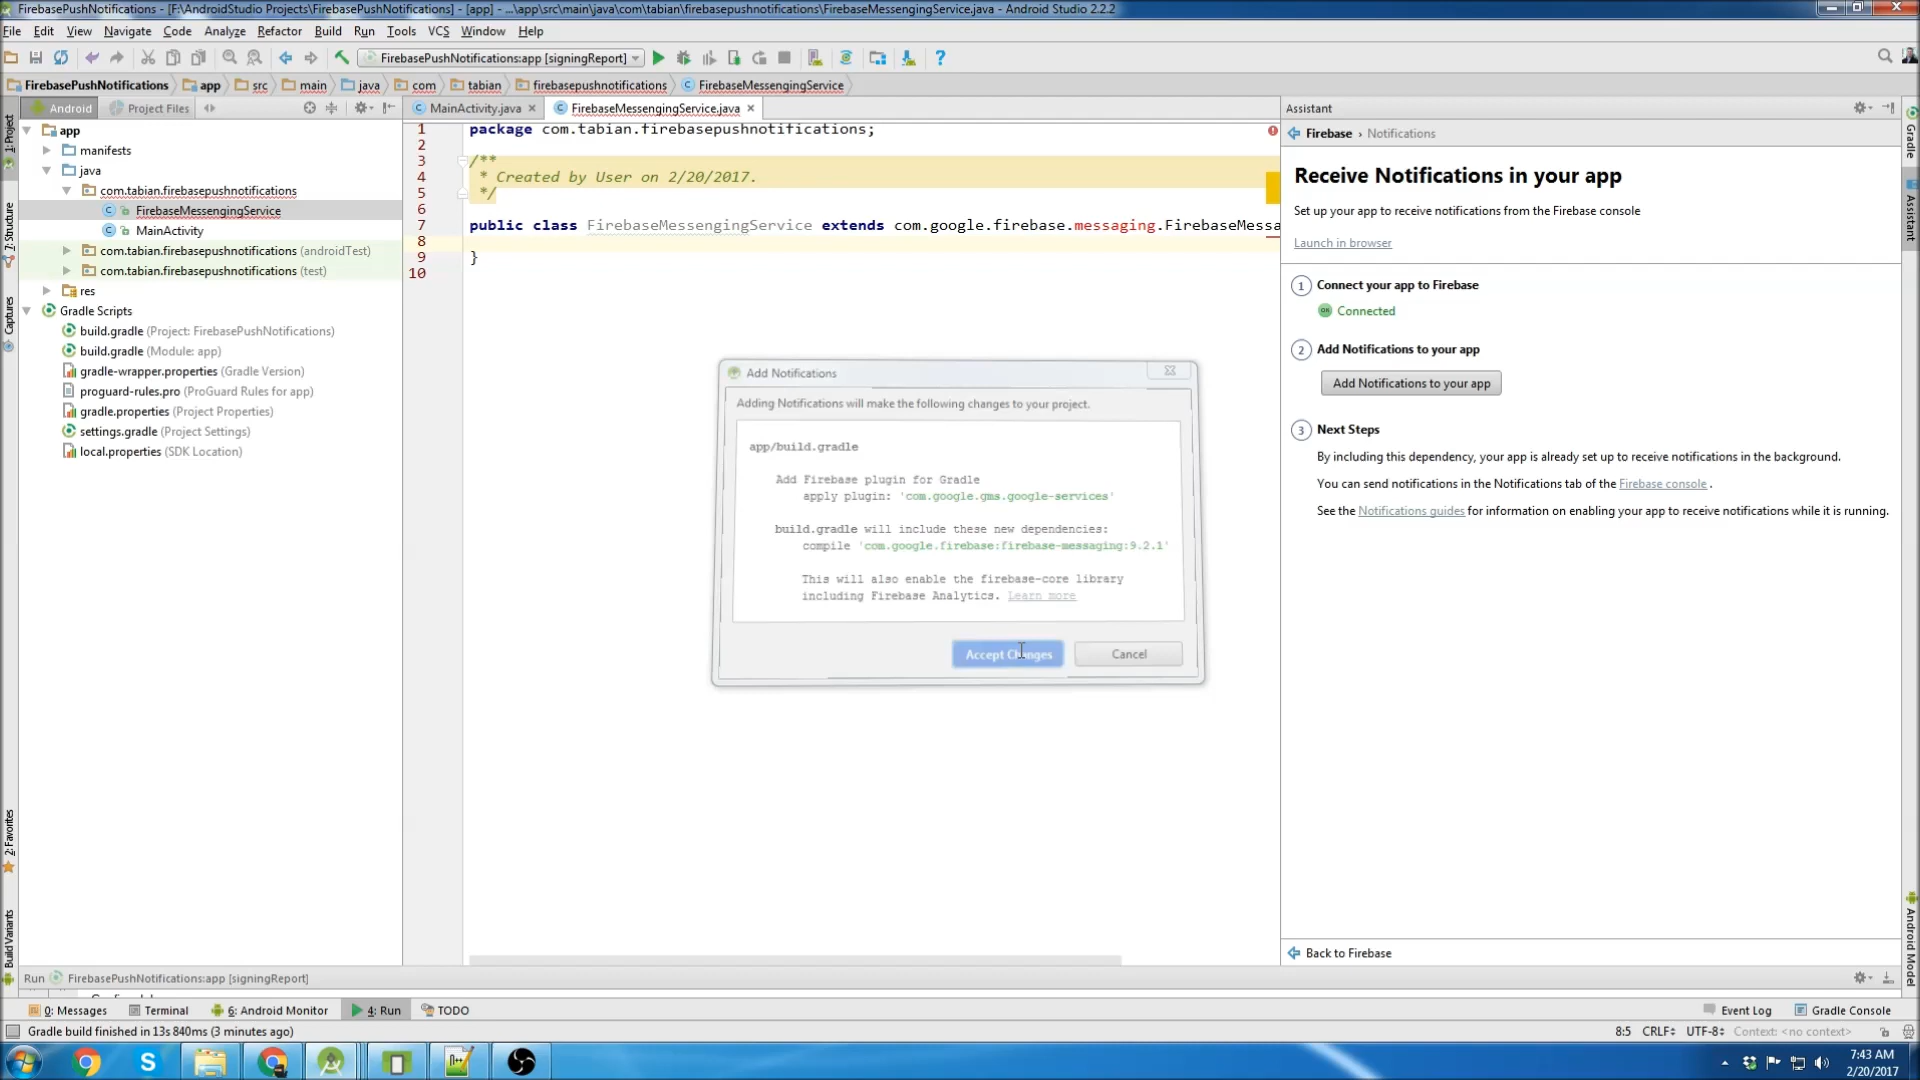 FirebasePushNotifications - [F:\AndroidStudio Projects\FirebasePushNotifications] - [app] - ...\app\src\main\java\com\tabian\firebasepushnotifications\FirebaseMessengingService.java - Android Studio 2.2.2
File Edit View Navigate Code Analyze Refactor Build Run Tools VCS Window Help
FirebasePushNotifications:app [signingReport]
FirebasePushNotifications app src main java com tabian firebasepushnotifications FirebaseMessengingService
Android Project Files
MainActivity.java FirebaseMessengingService.java
Assistant
1: Project
7: Structure
Captures
2: Favorites
Build Variants
app
manifests
java
com.tabian.firebasepushnotifications
FirebaseMessengingService
MainActivity
com.tabian.firebasepushnotifications (androidTest)
com.tabian.firebasepushnotifications (test)
res
Gradle Scripts
build.gradle (Project: FirebasePushNotifications)
build.gradle (Module: app)
gradle-wrapper.properties (Gradle Version)
proguard-rules.pro (ProGuard Rules for app)
gradle.properties (Project Properties)
settings.gradle (Project Settings)
local.properties (SDK Location)
1 package com.tabian.firebasepushnotifications;
2
3 /**
4 * Created by User on 2/20/2017.
5 */
6
7 public class FirebaseMessengingService extends com.google.firebase.messaging.FirebaseMessa
8
9 }
10
Add Notifications
Adding Notifications will make the following changes to your project.
app/build.gradle
Add Firebase plugin for Gradle
apply plugin: 'com.google.gms.google-services'
build.gradle will include these new dependencies:
compile 'com.google.firebase:firebase-messaging:9.2.1'
This will also enable the firebase-core library
including Firebase Analytics. Learn more
Accept Changes Cancel
Firebase › Notifications
Receive Notifications in your app
Set up your app to receive notifications from the Firebase console
Launch in browser
1 Connect your app to Firebase
Connected
2 Add Notifications to your app
Add Notifications to your app
3 Next Steps
By including this dependency, your app is already set up to receive notifications in the background.
You can send notifications in the Notifications tab of the Firebase console .
See the Notifications guides for information on enabling your app to receive notifications while it is running.
Back to Firebase
Gradle
Assistant
Android Model
Run FirebasePushNotifications:app [signingReport]
0: Messages Terminal 6: Android Monitor 4: Run TODO Event Log Gradle Console
Gradle build finished in 13s 840ms (3 minutes ago) 8:5 CRLF UTF-8 Context: <no context>
7:43 AM
2/20/2017